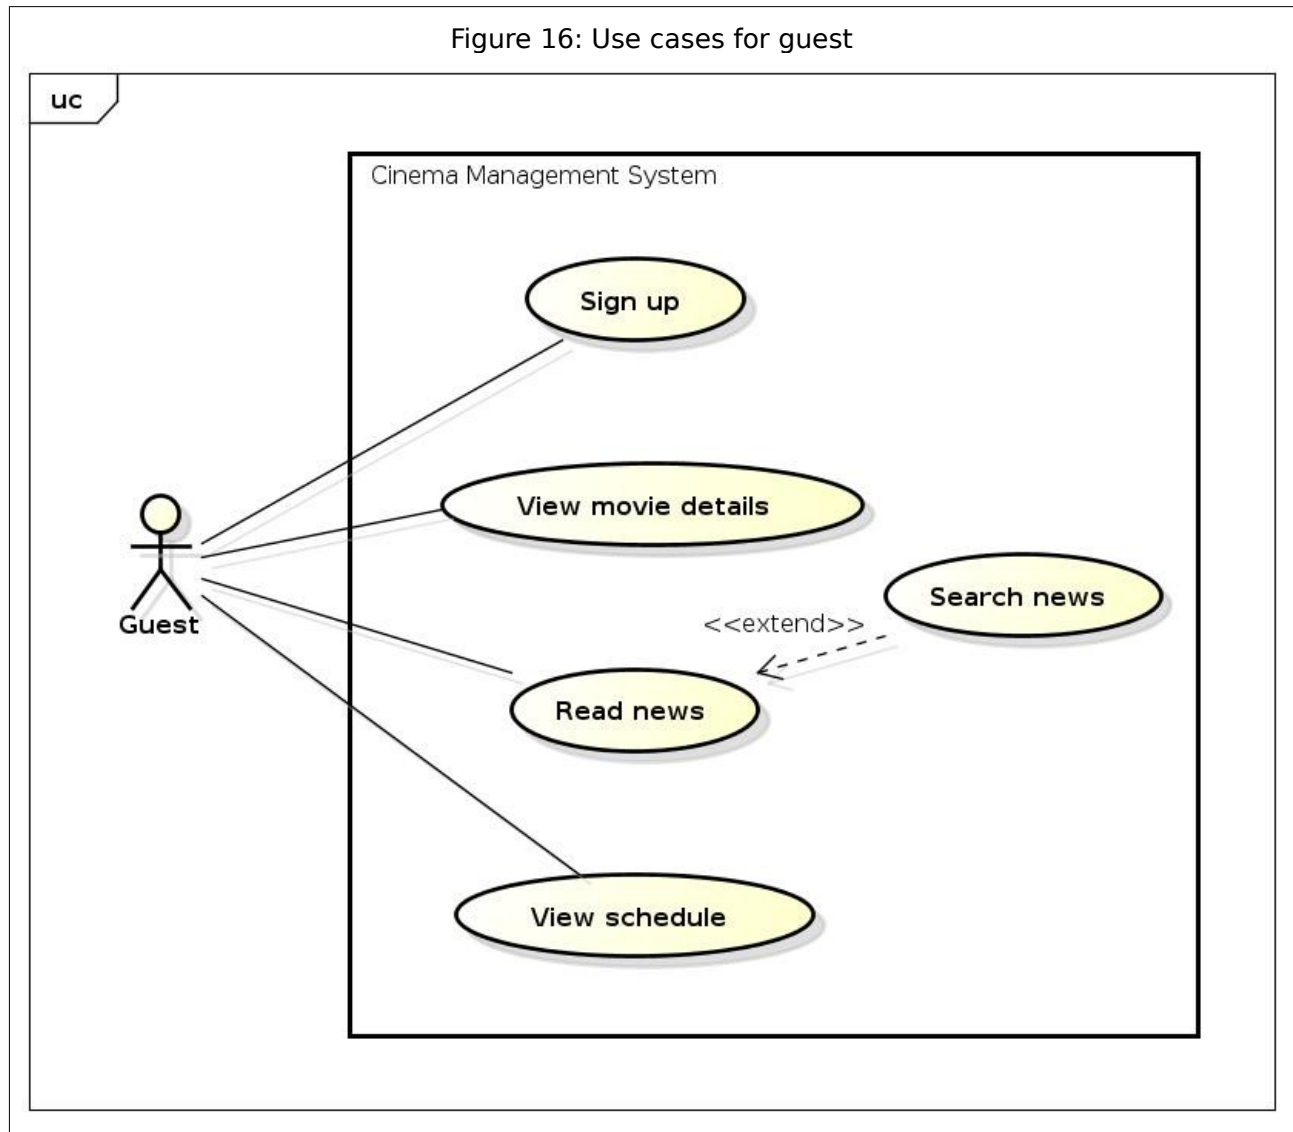 Figure 16: Use cases for guest
uc
Cinema Management System
Sign up
View movie details
Search news
<<extend>>
Guest
Read news
View schedule